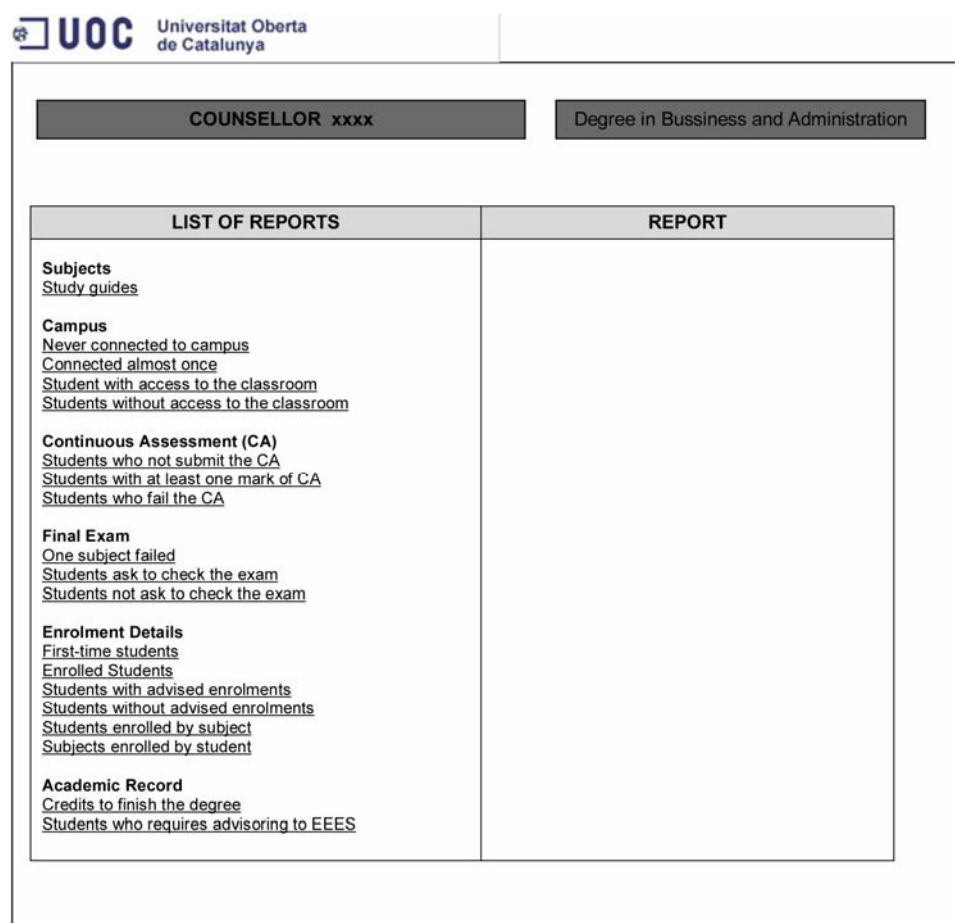 UOC Universitat Oberta
de Catalunya
COUNSELLOR xxxx
Degree in Bussiness and Administration
LIST OF REPORTS
REPORT
Subjects
Study guides
Campus
Never connected to campus
Connected almost once
Student with access to the classroom
Students without access to the classroom
Continuous Assessment (CA)
Students who not submit the CA
Students with at least one mark of CA
Students who fail the CA
Final Exam
One subject failed
Students ask to check the exam
Students not ask to check the exam
Enrolment Details
First-time students
Enrolled Students
Students with advised enrolments
Students without advised enrolments
Students enrolled by subject
Subjects enrolled by student
Academic Record
Credits to finish the degree
Students who requires advisoring to EEES